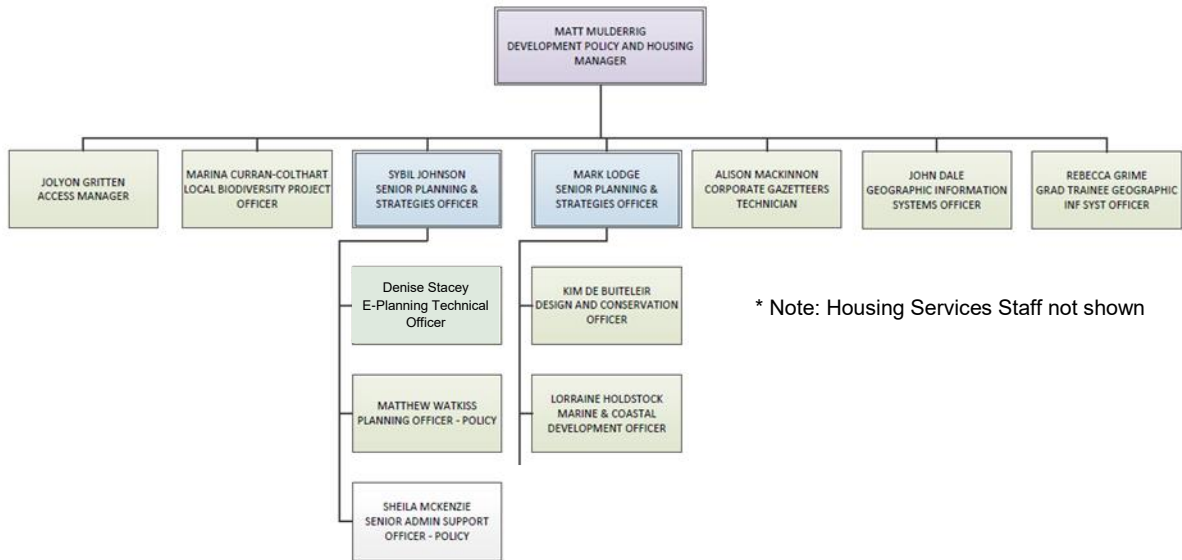 MATT MULDERRIG
DEVELOPMENT POLICY AND HOUSING
MANAGER
JOLYON GRITTEN
ACCESS MANAGER
MARINA CURRAN-COLTHART
LOCAL BIODIVERSITY PROJECT
OFFICER
SYBIL JOHNSON
SENIOR PLANNING &
STRATEGIES OFFICER
MARK LODGE
SENIOR PLANNING &
STRATEGIES OFFICER
ALISON MACKINNON
CORPORATE GAZETTEERS
TECHNICIAN
JOHN DALE
GEOGRAPHIC INFORMATION
SYSTEMS OFFICER
REBECCA GRIME
GRAD TRAINEE GEOGRAPHIC
INF SYST OFFICER
Denise Stacey
E-Planning Technical
Officer
KIM DE BUITELEIR
DESIGN AND CONSERVATION
OFFICER
* Note: Housing Services Staff not shown
MATTHEW WATKISS
PLANNING OFFICER - POLICY
LORRAINE HOLDSTOCK
MARINE & COASTAL
DEVELOPMENT OFFICER
SHEILA MCKENZIE
SENIOR ADMIN SUPPORT
OFFICER - POLICY